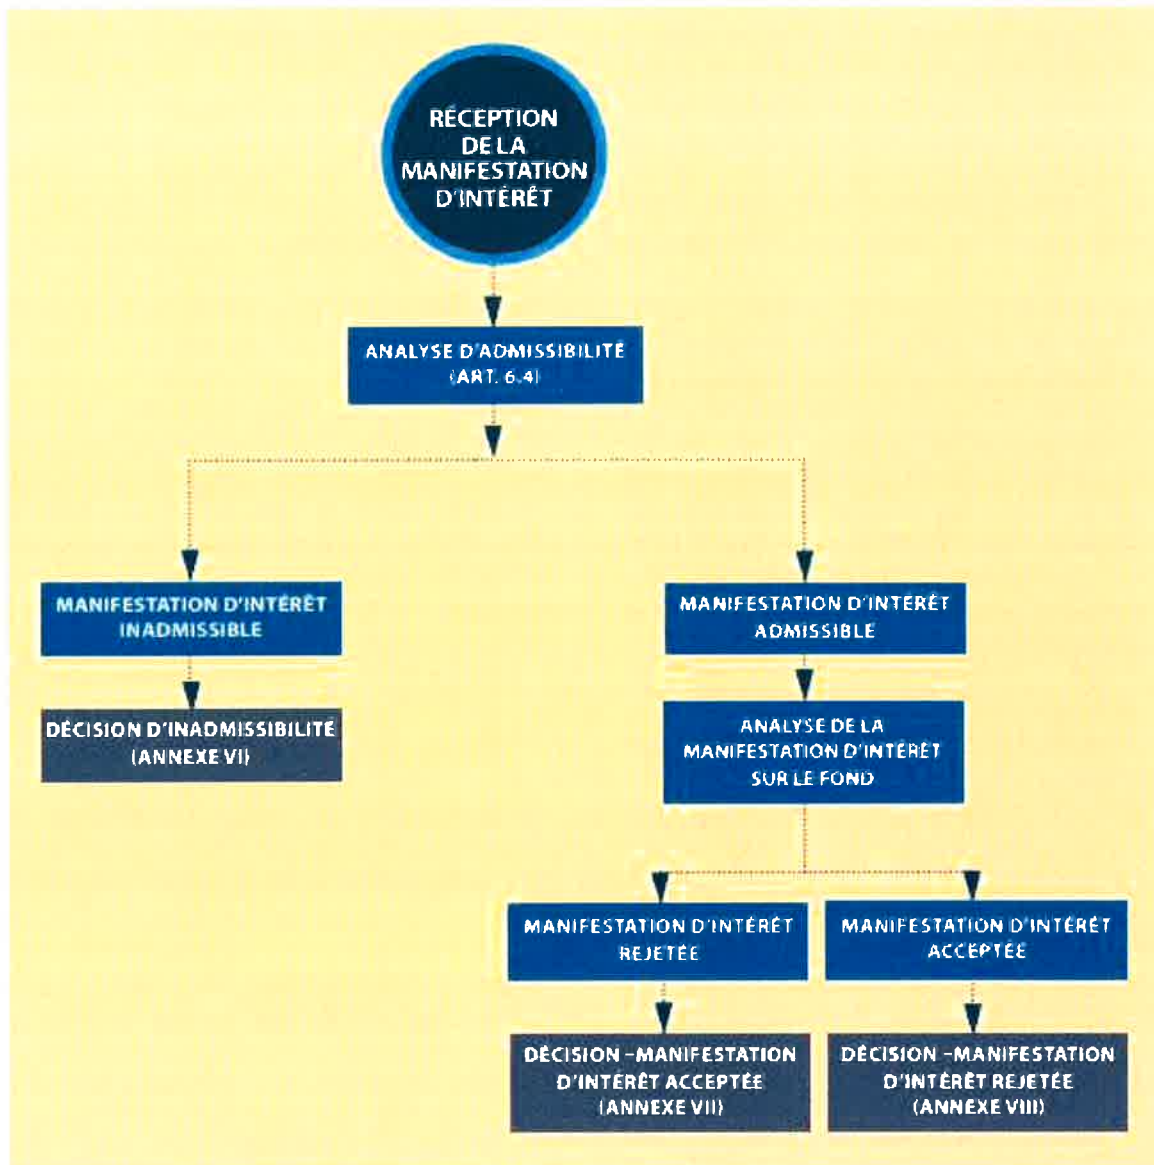 RÉCEPTION
DE LA
MANIFESTATION
D'INTÉRÊT
ANALYSE D'ADMISSIBILITÉ
(ART. 6.4)
MANIFESTATION D'INTÉRÊT
INADMISSIBLE
MANIFESTATION D'INTÉRÊT
ADMISSIBLE
DÉCISION D'INADMISSIBILITÉ
(ANNEXE VI)
ANALYSE DE LA
MANIFESTATION D'INTÉRÊT
SUR LE FOND
MANIFESTATION D'INTÉRÊT
REJETÉE
MANIFESTATION D'INTÉRÊT
ACCEPTÉE
DÉCISION –MANIFESTATION
D'INTÉRÊT ACCEPTÉE
(ANNEXE VII)
DÉCISION –MANIFESTATION
D'INTÉRÊT REJETÉE
(ANNEXE VIII)